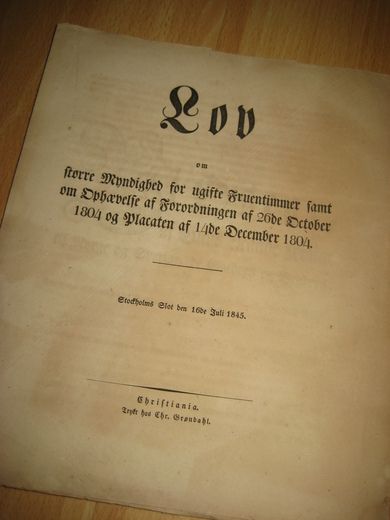 Lov
om
større Myndighed for ugifte Fruentimmer samt
om Ophævelse af Forordningen af 26de October
1804 og Placaten af 14de December 1804.
Stockholms Slot den 16de Juli 1845.
Christiania.
Trykt hos Chr. Grøndahl.